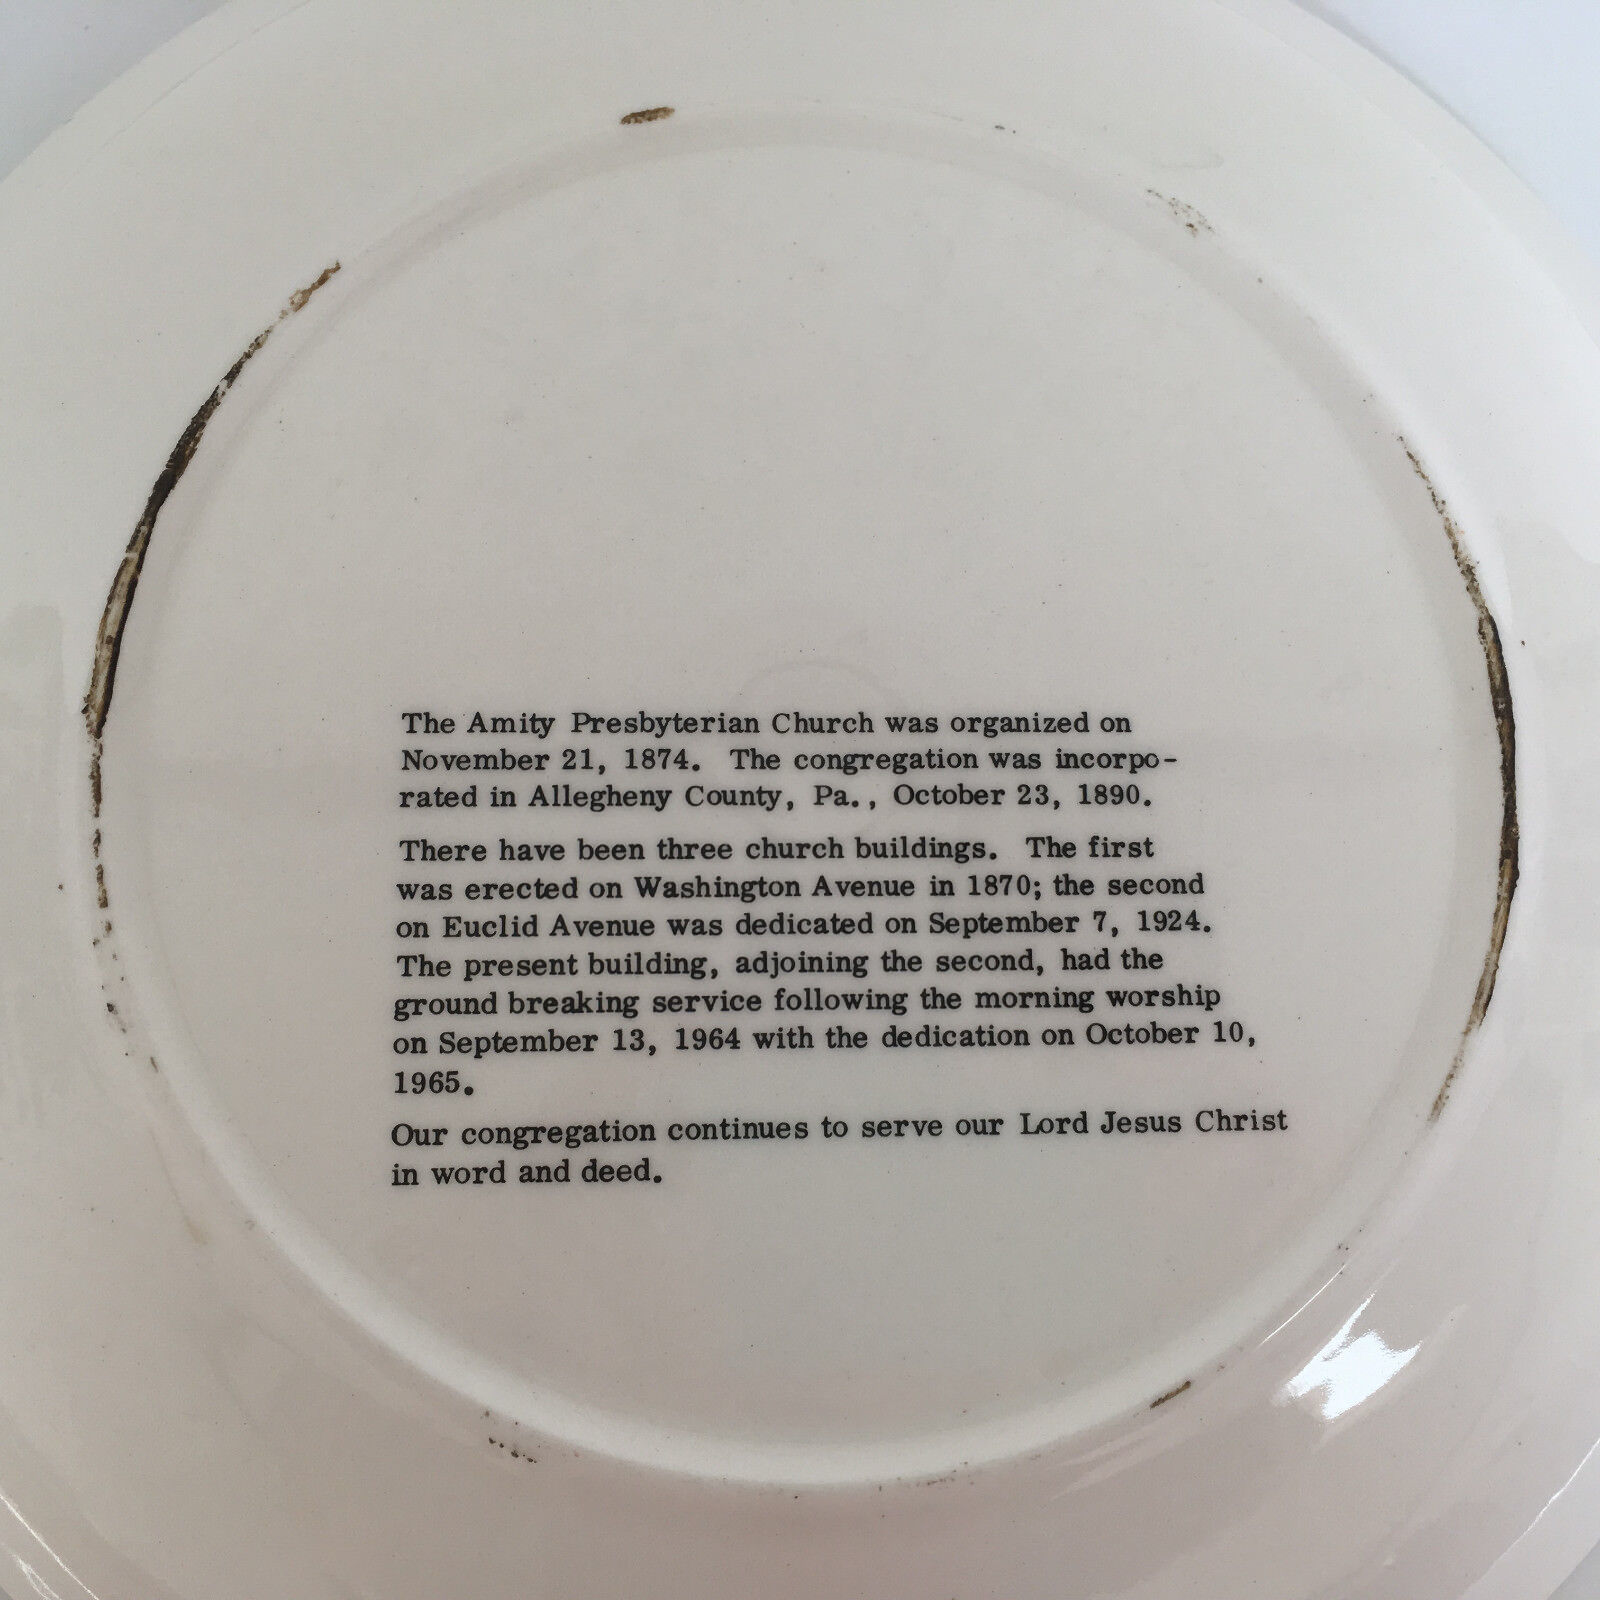 The Amity Presbyterian Church was organized on
November 21, 1874. The congregation was incorpo-
rated in Allegheny County, Pa., October 23, 1890.
There have been three church buildings. The first
was erected on Washington Avenue in 1870; the second
on Euclid Avenue was dedicated on September 7, 1924.
The present building, adjoining the second, had the
ground breaking service following the morning worship
on September 13, 1964 with the dedication on October 10,
1965.
Our congregation continues to serve our Lord Jesus Christ
in word and deed.